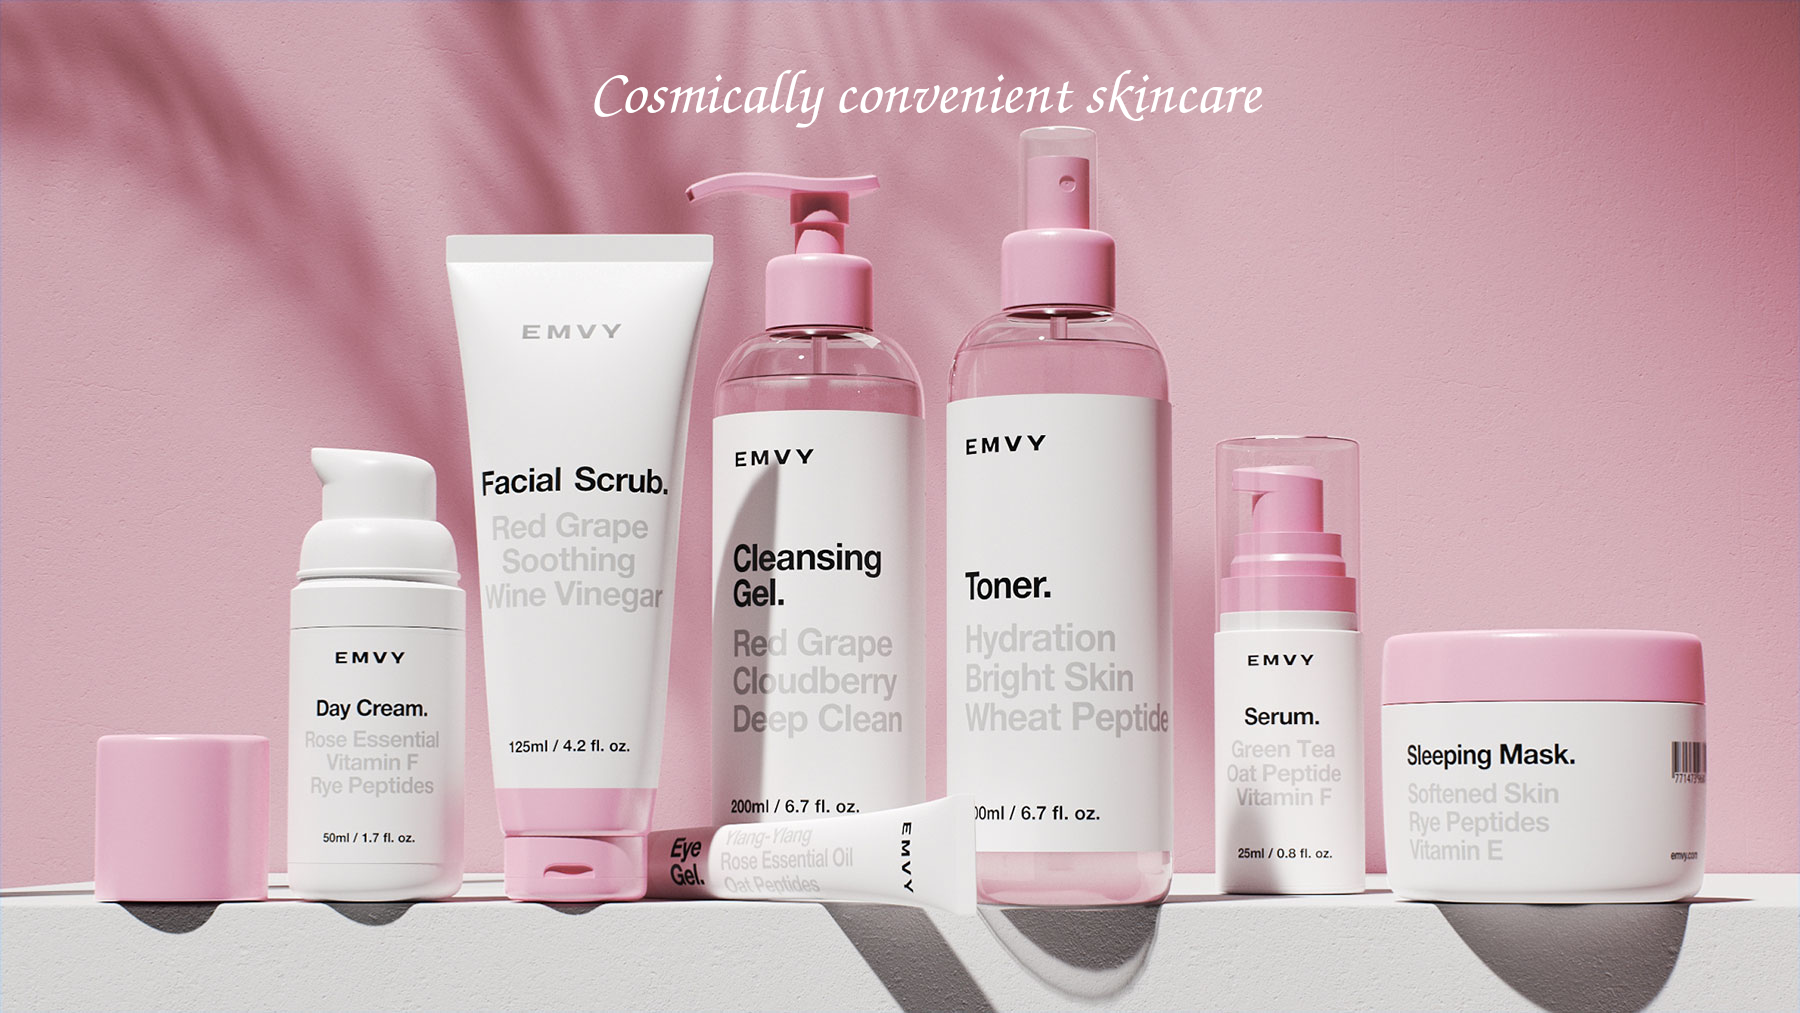 Cosmically convenient skincare
EMVY
Day Cream.
Rose Essential
Vitamin F
Rye Peptides
50ml / 1.7 fl. oz.
EMVY
Facial Scrub.
Red Grape
Soothing
Wine Vinegar
125ml / 4.2 fl. oz.
EMVY
Cleansing
Gel.
Red Grape
Cloudberry
Deep Clean
200ml / 6.7 fl. oz.
Eye
Gel.
Ylang-Ylang
Rose Essential Oil
Oat Peptides
EMVY
EMVY
Toner.
Hydration
Bright Skin
Wheat Peptide
00ml / 6.7 fl. oz.
EMVY
Serum.
Green Tea
Oat Peptide
Vitamin F
25ml / 0.8 fl. oz.
Sleeping Mask.
Softened Skin
Rye Peptides
Vitamin E
emvy.com